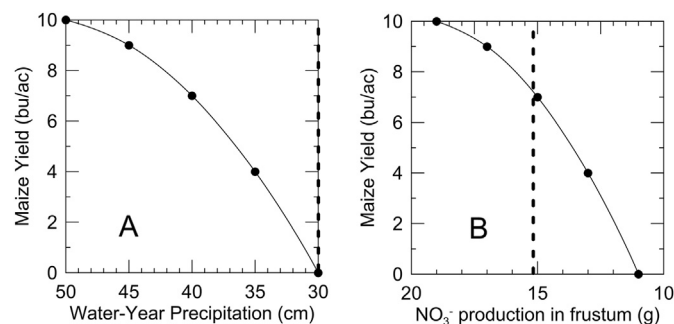 10
8
6
4
2
0
Maize Yield (bu/ac)
A
50 45 40 35 30
Water-Year Precipitation (cm)
10
8
6
4
2
0
Maize Yield (bu/ac)
B
20 15 10
NO₃⁻ production in frustum (g)